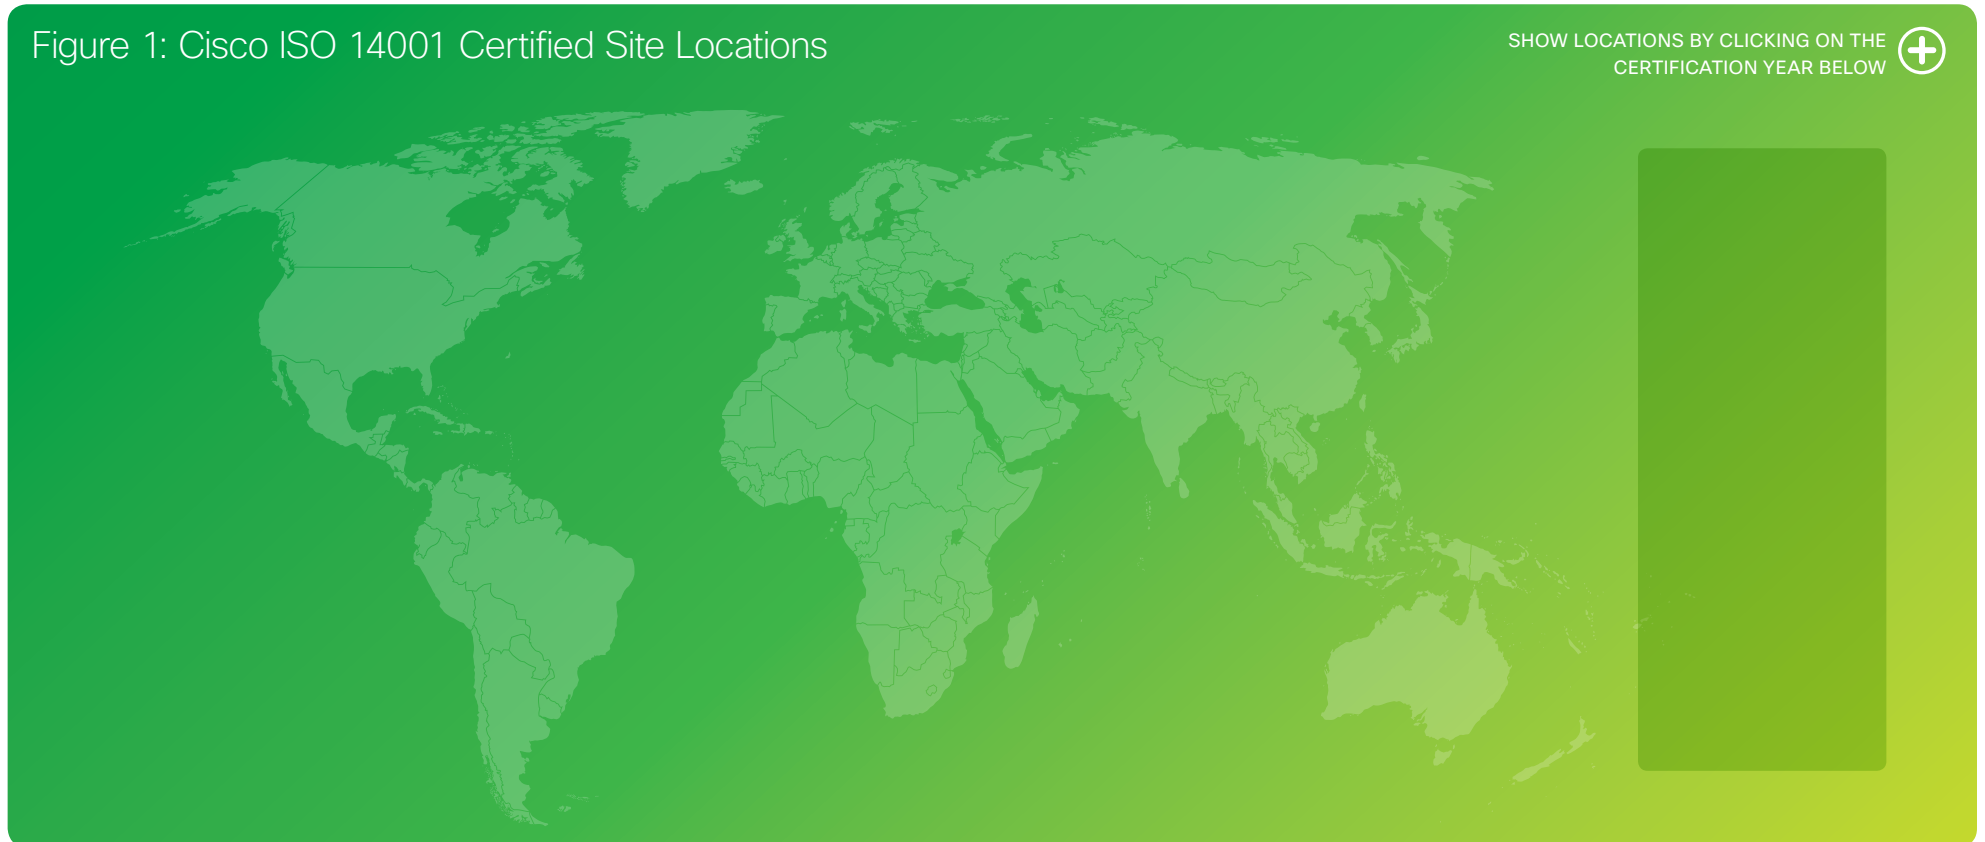 Figure 1: Cisco ISO 14001 Certified Site Locations
SHOW LOCATIONS BY CLICKING ON THE
CERTIFICATION YEAR BELOW